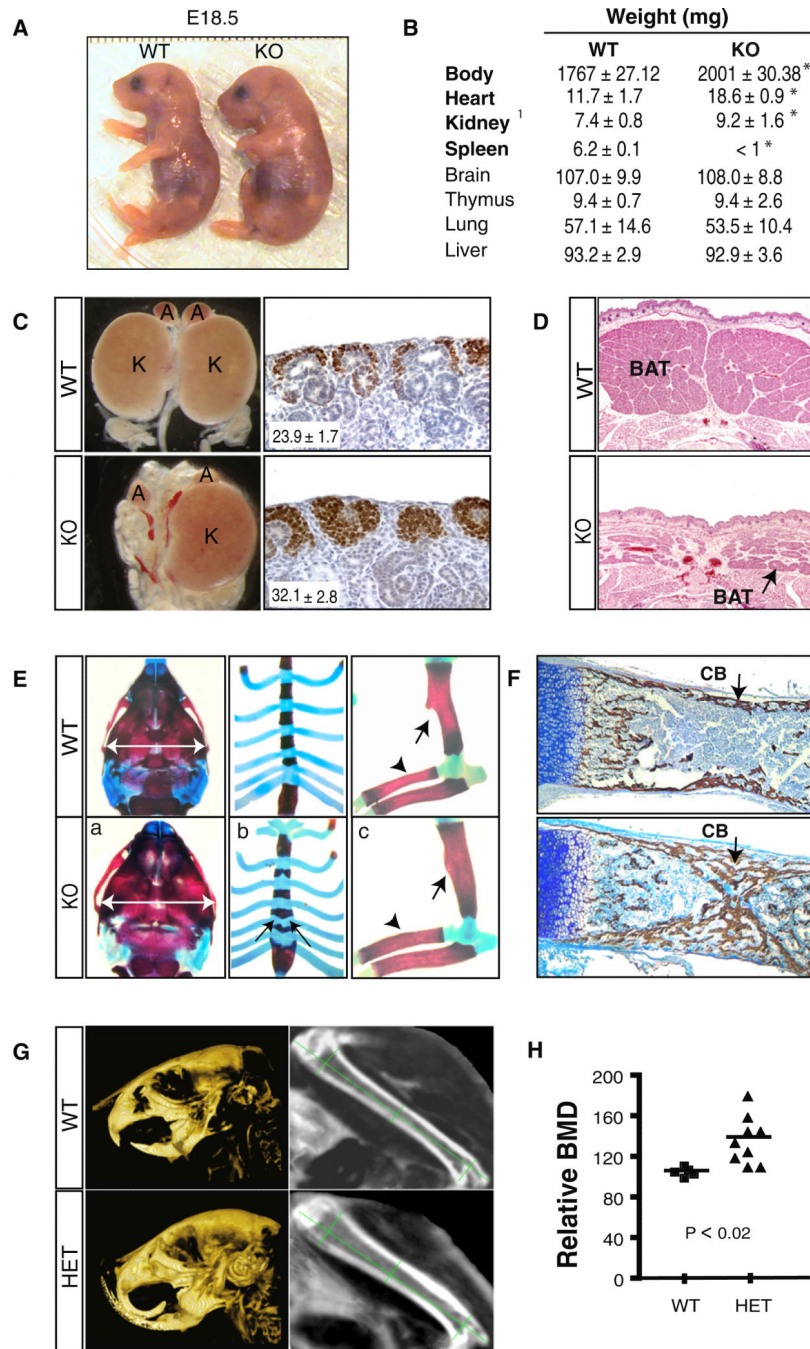 A
E18.5
WT KO
B
Weight (mg)
WT KO
Body 1767 ± 27.12 2001 ± 30.38*
Heart 11.7 ± 1.7 18.6 ± 0.9 *
Kidney 1 7.4 ± 0.8 9.2 ± 1.6 *
Spleen 6.2 ± 0.1 < 1 *
Brain 107.0 ± 9.9 108.0 ± 8.8
Thymus 9.4 ± 0.7 9.4 ± 2.6
Lung 57.1 ± 14.6 53.5 ± 10.4
Liver 93.2 ± 2.9 92.9 ± 3.6
C
WT
A A
K K
23.9 ± 1.7
KO
A A
K
32.1 ± 2.8
D
WT
BAT
KO
BAT
E
WT
KO
a b c
F
CB
CB
G
WT
HET
H
Relative BMD
200
160
120
80
40
0
P < 0.02
WT HET